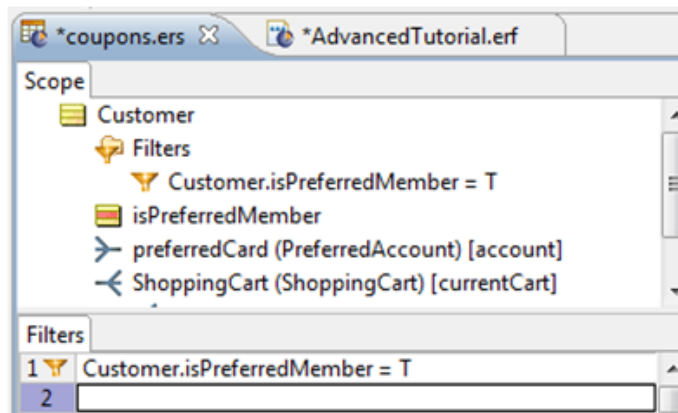 *coupons.ers *AdvancedTutorial.erf
Scope
Customer
Filters
Customer.isPreferredMember = T
isPreferredMember
preferredCard (PreferredAccount) [account]
ShoppingCart (ShoppingCart) [currentCart]
Filters
1 Customer.isPreferredMember = T
2